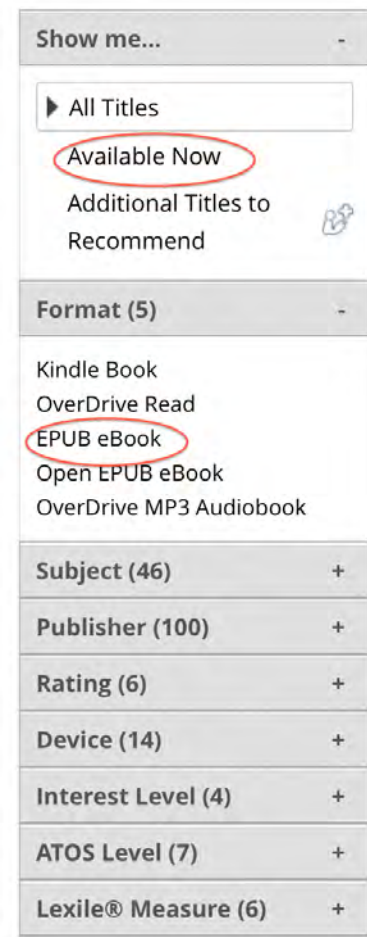 Show me... -
All Titles
Available Now
Additional Titles to
Recommend
Format (5) -
Kindle Book
OverDrive Read
EPUB eBook
Open EPUB eBook
OverDrive MP3 Audiobook
Subject (46) +
Publisher (100) +
Rating (6) +
Device (14) +
Interest Level (4) +
ATOS Level (7) +
Lexile® Measure (6) +